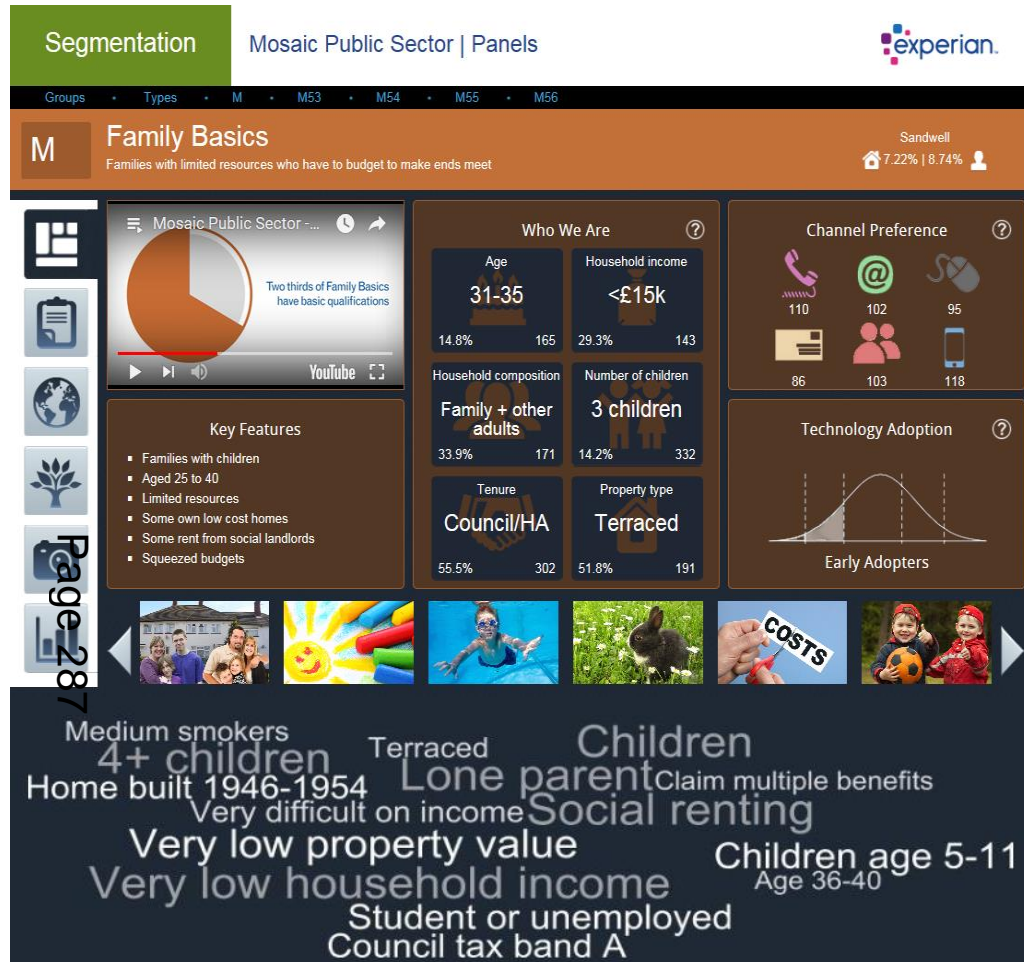 Segmentation
Mosaic Public Sector | Panels
experian.
Groups • Types • M • M53 • M54 • M55 • M56
M
Family Basics
Families with limited resources who have to budget to make ends meet
Sandwell
7.22% | 8.74%
Mosaic Public Sector -...
Two thirds of Family Basics
have basic qualifications
YouTube
Key Features
Families with children
Aged 25 to 40
Limited resources
Some own low cost homes
Some rent from social landlords
Squeezed budgets
Who We Are ?
Age
31-35
14.8% 165
Household income
<£15k
29.3% 143
Household composition
Family + other
adults
33.9% 171
Number of children
3 children
14.2% 332
Tenure
Council/HA
55.5% 302
Property type
Terraced
51.8% 191
Channel Preference ?
@
110 102 95
86 103 118
Technology Adoption ?
Early Adopters
Page 287
COSTS
Medium smokers
4+ children
Terraced
Children
Home built 1946-1954
Lone parent
Claim multiple benefits
Very difficult on income
Social renting
Very low property value
Children age 5-11
Very low household income
Age 36-40
Student or unemployed
Council tax band A